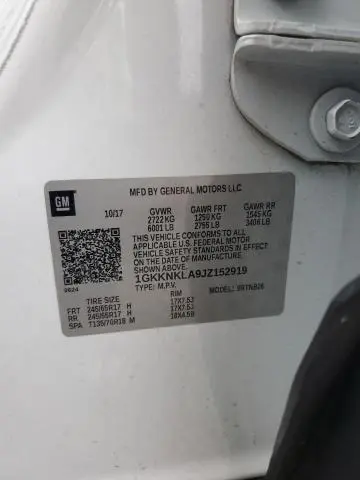 MFD BY GENERAL MOTORS LLC
GM
10/17 GVWR GAWR FRT GAWR RR
2722 KG 1250 KG 1545 KG
6001 LB 2755 LB 3406 LB
THIS VEHICLE CONFORMS TO ALL APPLICABLE
U.S. FEDERAL MOTOR VEHICLE
SAFETY STANDARDS IN EFFECT ON THE DATE OF
MANUFACTURE SHOWN ABOVE.
1GKKNKLA9JZ152919
TYPE: M.P.V.
TIRE SIZE RIM
FRT 245/65R17 H 17X7.5J
RR 245/65R17 H 17X7.5J
SP T135/70R18 M 18X4.5B